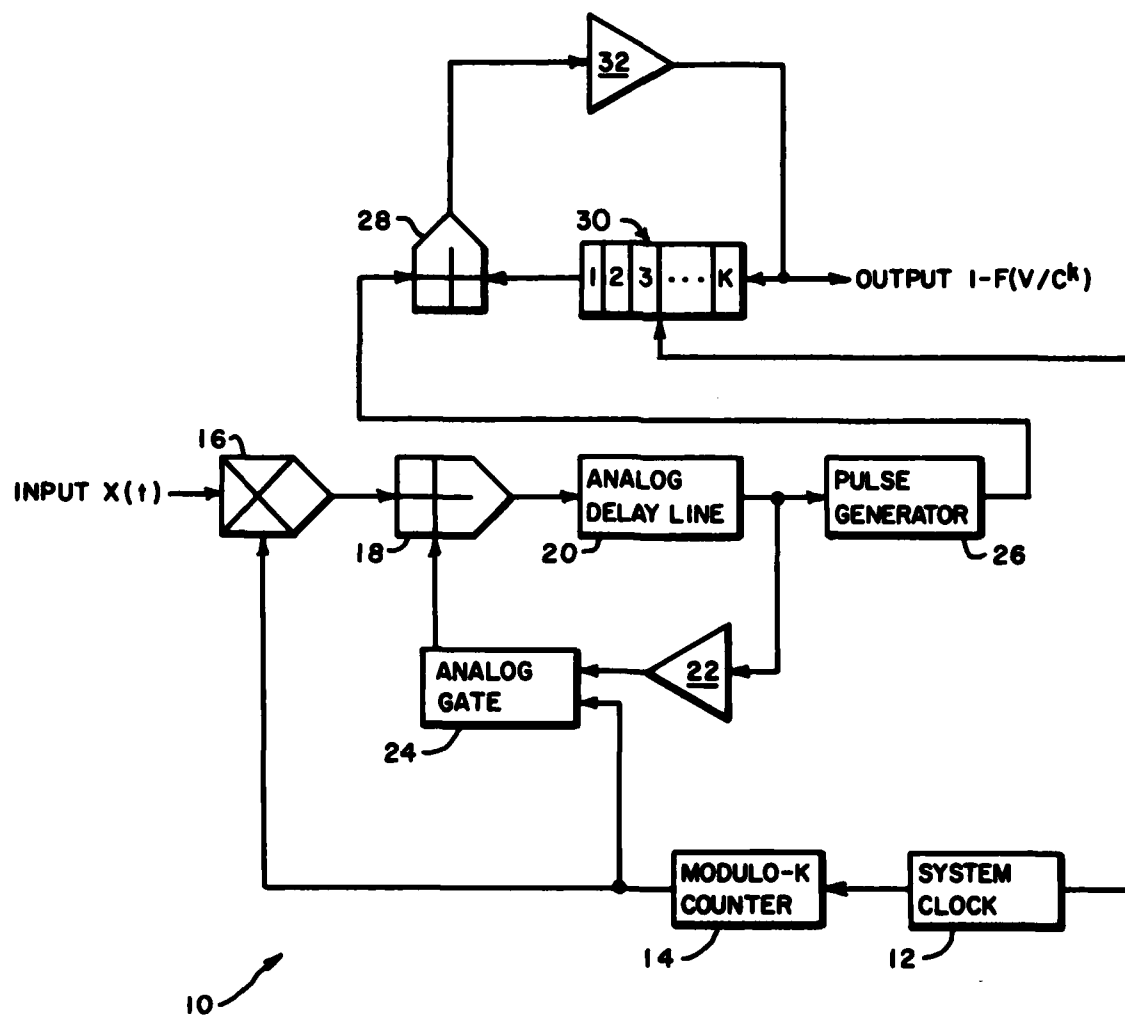 32
28
30
1 2 3 ... K
OUTPUT 1-F(V/C^k)
16
INPUT X(t)
18
ANALOG
DELAY LINE
20
PULSE
GENERATOR
26
ANALOG
GATE
24
22
MODULO-K
COUNTER
14
SYSTEM
CLOCK
12
10